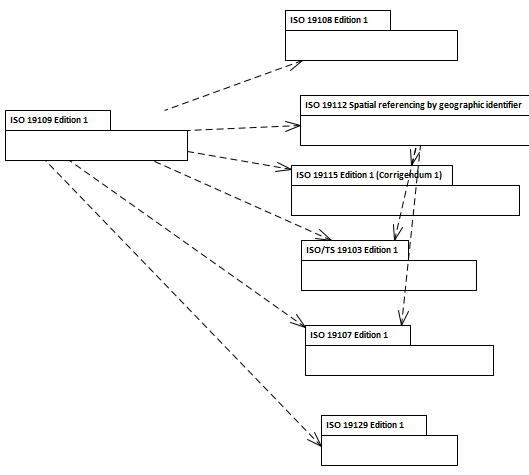 ISO 19108 Edition 1
ISO 19112 Spatial referencing by geographic identifier
ISO 19109 Edition 1
ISO 19115 Edition 1 (Corrigendum 1)
ISO/TS 19103 Edition 1
ISO 19107 Edition 1
ISO 19129 Edition 1